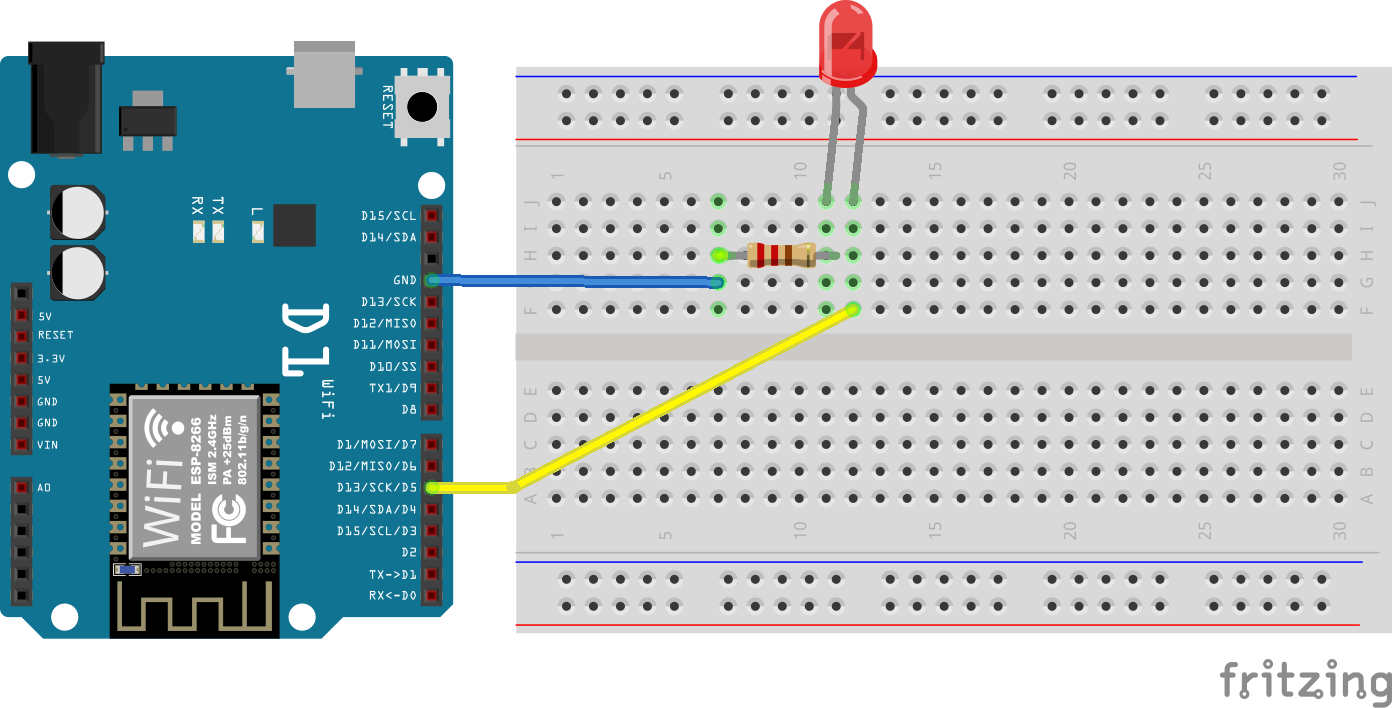 RESET
RX
TX
L
D15/SCL
D14/SDA
GND
D13/SCK
D12/MISO
D11/MOSI
D10/SS
TX1/D9
D8
D1/MOSI/D7
D12/MISO/D6
D13/SCK/D5
D14/SDA/D4
D15/SCL/D3
D2
TX->D1
RX<-D0
5V
RESET
3.3V
5V
GND
GND
VIN
A0
D1
WiFi
WiFi
MODEL ESP-8266
ISM 2.4GHz
PA +25dBm
802.11b/g/n
FC
1 5 10 15 20 25 30
J J
I I
H H
G G
F F
E E
D D
C C
B B
A A
1 5 10 15 20 25 30
fritzing